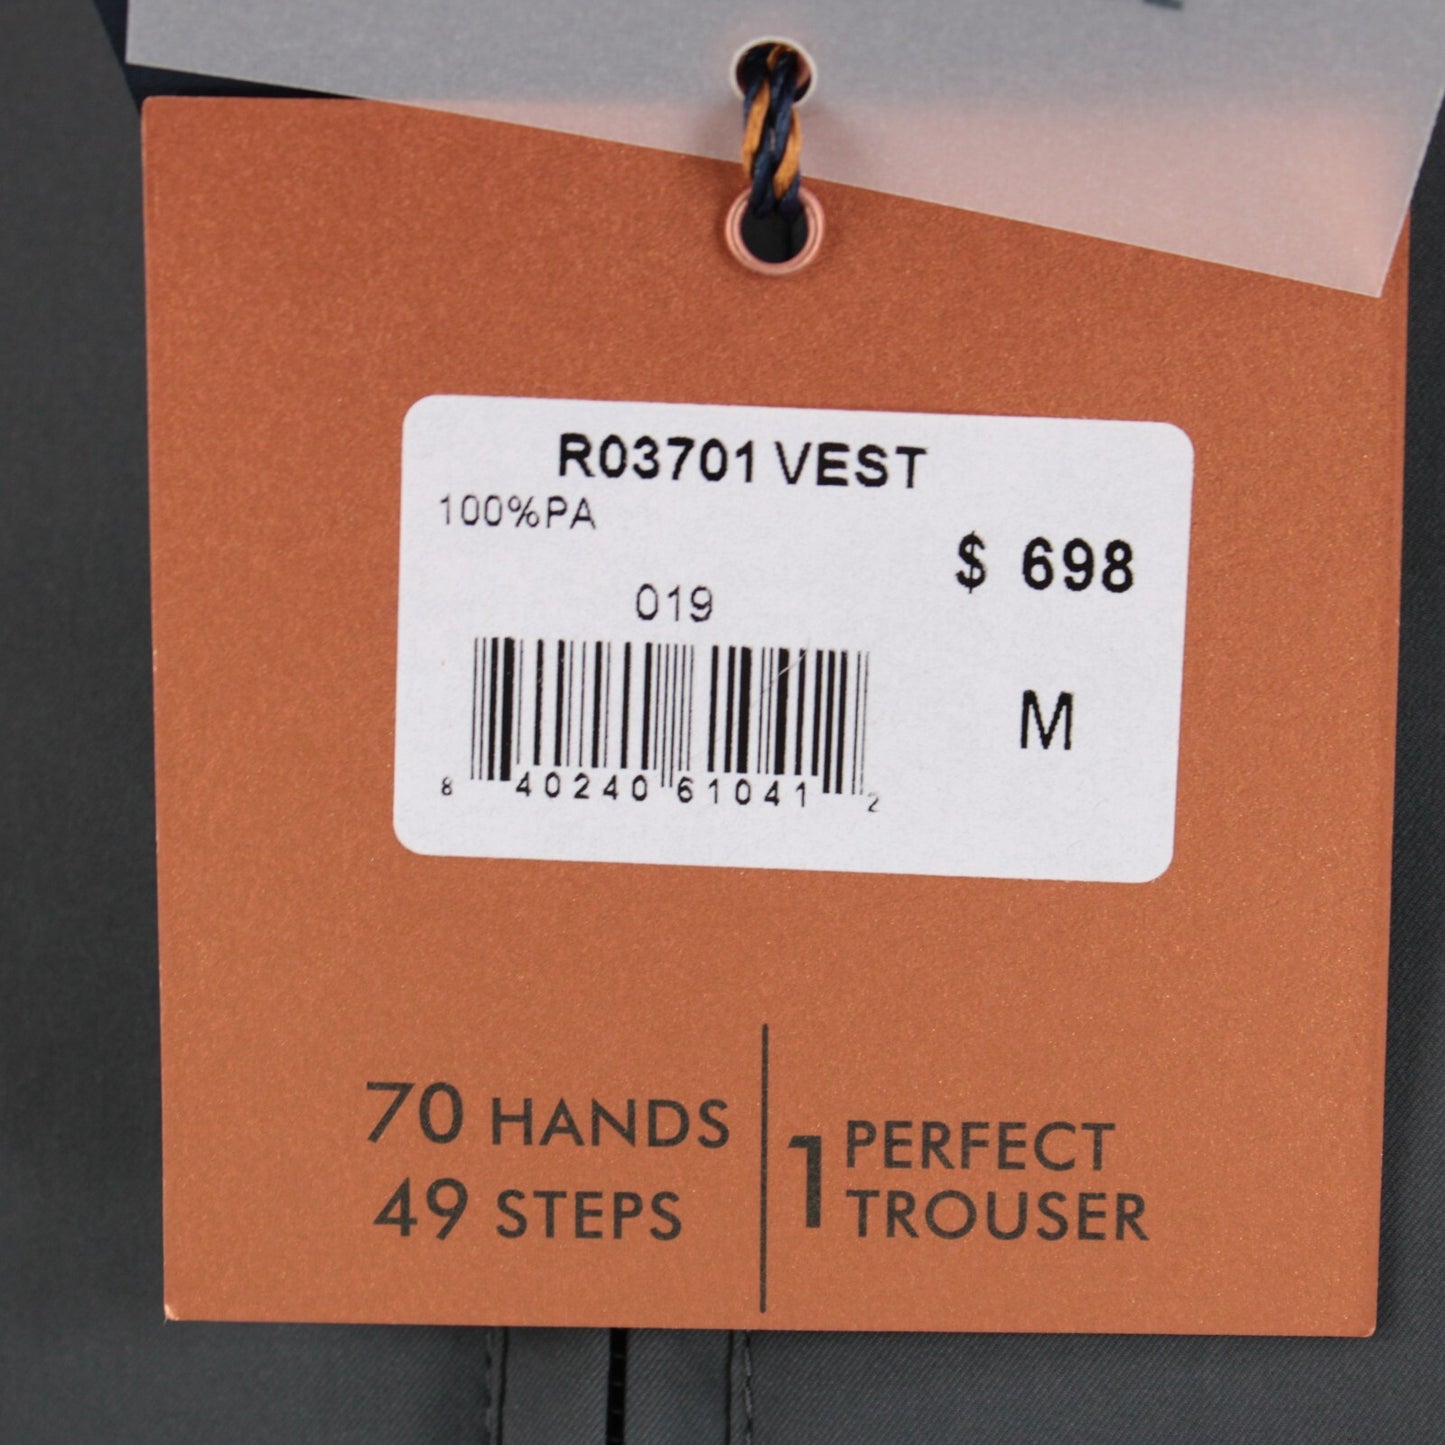 R03701 VEST
100%PA
$ 698
019
M
8 40240 61041 2
70 HANDS
49 STEPS
1 PERFECT
TROUSER